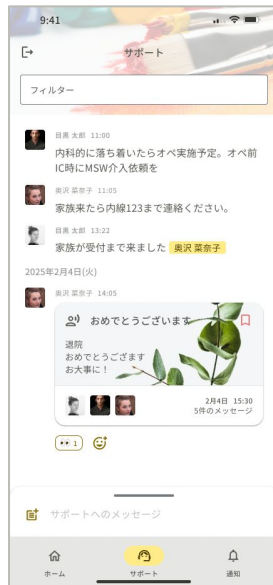 9:41
サポート
フィルター
目黒 太郎 11:00
内科的に落ち着いたらオペ実施予定。オペ前
IC時にMSW介入依頼を
奥沢 菜奈子 11:05
家族来たら内線123まで連絡ください。
目黒 太郎 13:22
家族が受付まで来ました 奥沢 菜奈子
2025年2月4日(火)
奥沢 菜奈子 14:05
おめでとうございます
退院
おめでとうござます
お大事に！
2月4日 15:30
5件のメッセージ
1
サポートへのメッセージ
ホーム
サポート
通知